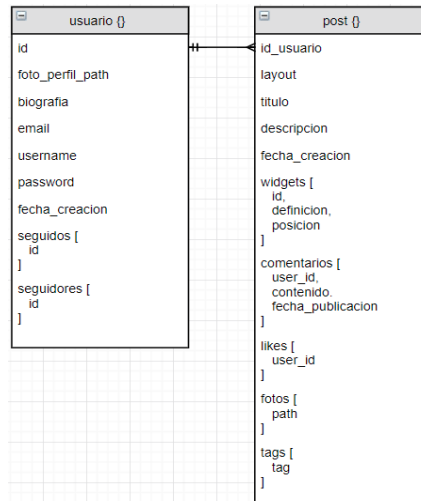 usuario {}
id
foto_perfil_path
biografia
email
username
password
fecha_creacion
seguidos [
id
]
seguidores [
id
]
post {}
id_usuario
layout
titulo
descripcion
fecha_creacion
widgets [
id,
definicion,
posicion
]
comentarios [
user_id,
contenido.
fecha_publicacion
]
likes [
user_id
]
fotos [
path
]
tags [
tag
]